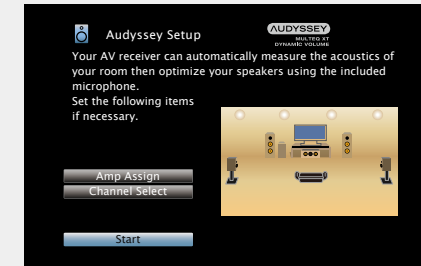 Audyssey Setup
AUDYSSEY
MULTEQ XT
DYNAMIC VOLUME
Your AV receiver can automatically measure the acoustics of
your room then optimize your speakers using the included
microphone.
Set the following items
if necessary.
Amp Assign
Channel Select
Start